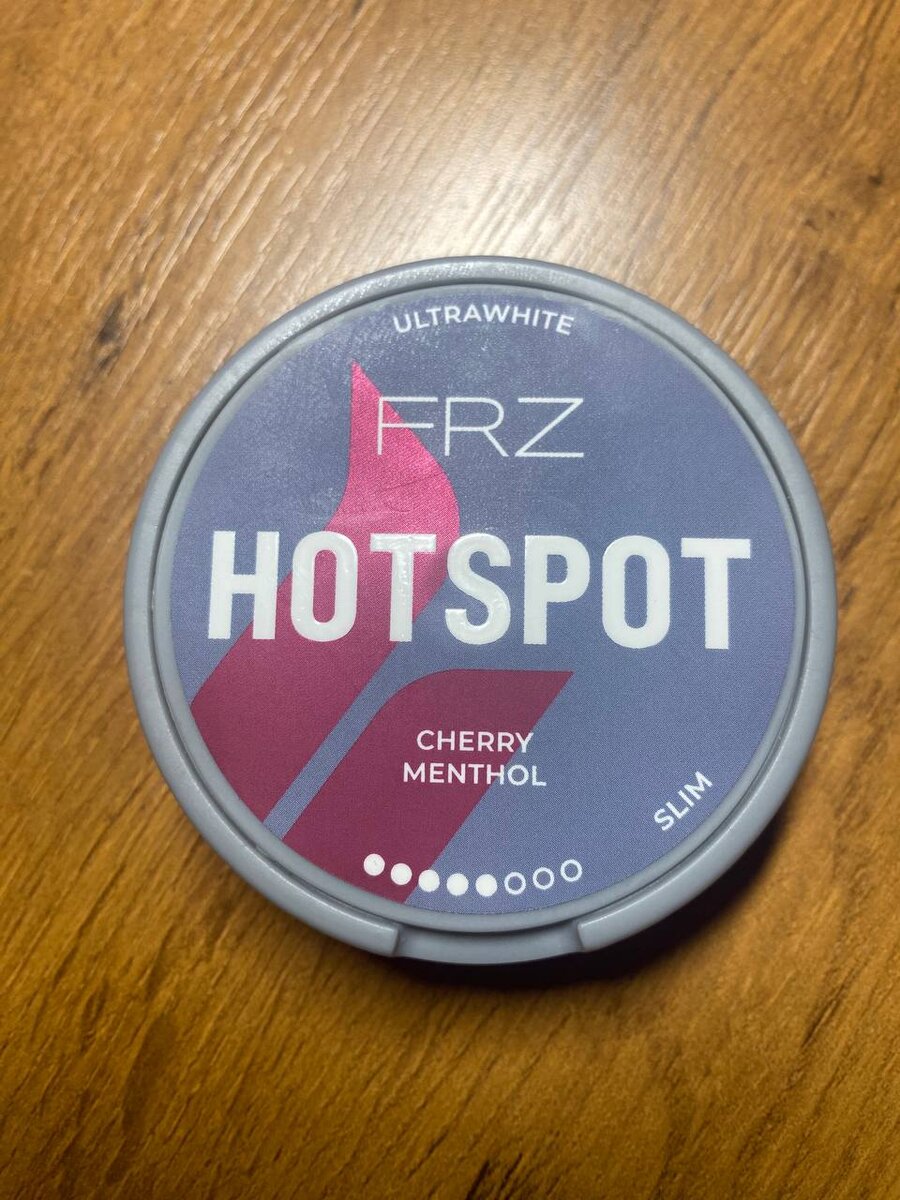 ULTRAWHITE
FRZ
HOTSPOT
CHERRY
MENTHOL
SLIM